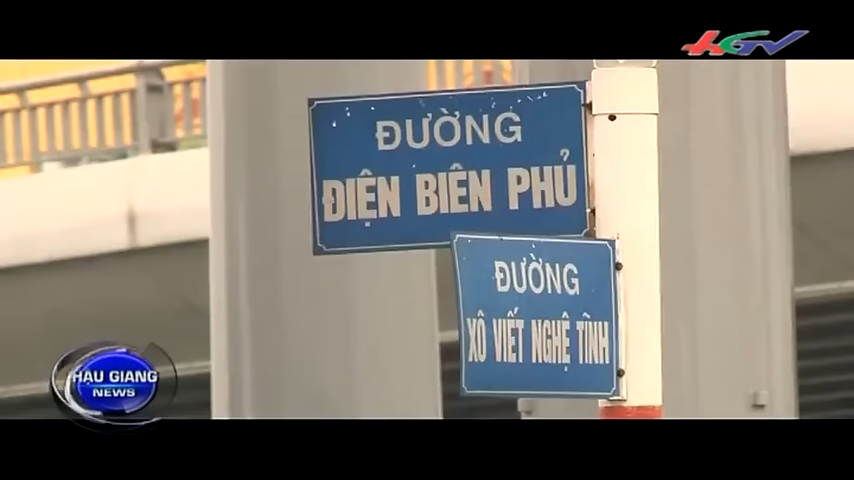 HGV
ĐƯỜNG
ĐIỆN BIÊN PHỦ
ĐƯỜNG
XÔ VIẾT NGHỆ TĨNH
HAU GIANG
NEWS